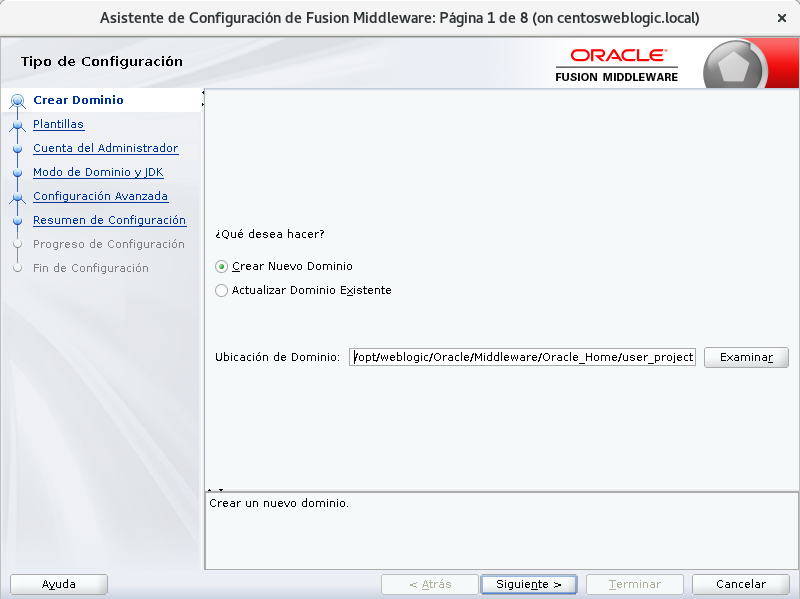 Asistente de Configuración de Fusion Middleware: Página 1 de 8 (on centosweblogic.local)
Tipo de Configuración
ORACLE
FUSION MIDDLEWARE
Crear Dominio
Plantillas
Cuenta del Administrador
Modo de Dominio y JDK
Configuración Avanzada
Resumen de Configuración
Progreso de Configuración
Fin de Configuración
¿Qué desea hacer?
Crear Nuevo Dominio
Actualizar Dominio Existente
Ubicación de Dominio: /opt/weblogic/Oracle/Middleware/Oracle_Home/user_project Examinar
Crear un nuevo dominio.
Ayuda < Atrás Siguiente > Terminar Cancelar